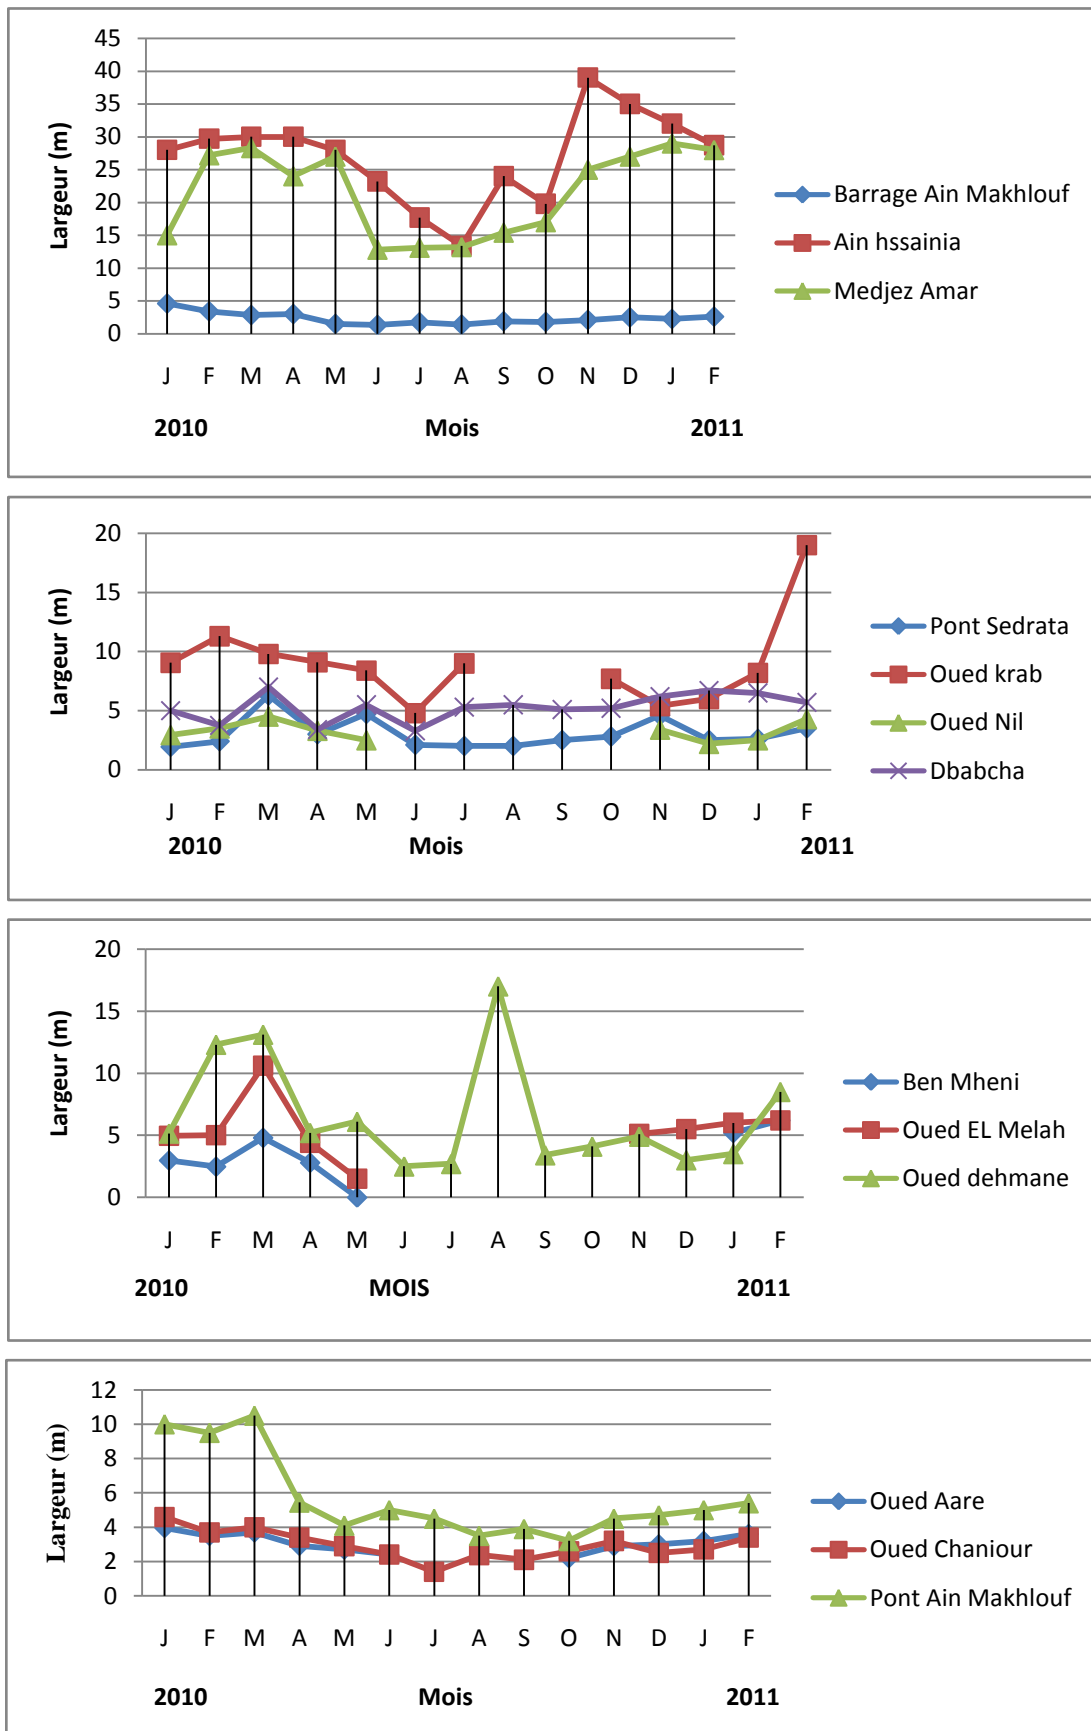 45
40
35
30
25
20
15
10
5
0
Largeur (m)
J F M A M J J A S O N D J F
2010 Mois 2011
Barrage Ain Makhlouf
Ain hssainia
Medjez Amar
20
15
10
5
0
Largeur (m)
J F M A M J J A S O N D J F
2010 Mois 2011
Pont Sedrata
Oued krab
Oued Nil
Dbabcha
20
15
10
5
0
Largeur (m)
J F M A M J J A S O N D J F
2010 MOIS 2011
Ben Mheni
Oued EL Melah
Oued dehmane
12
10
8
6
4
2
0
Largeur (m)
J F M A M J J A S O N D J F
2010 Mois 2011
Oued Aare
Oued Chaniour
Pont Ain Makhlouf